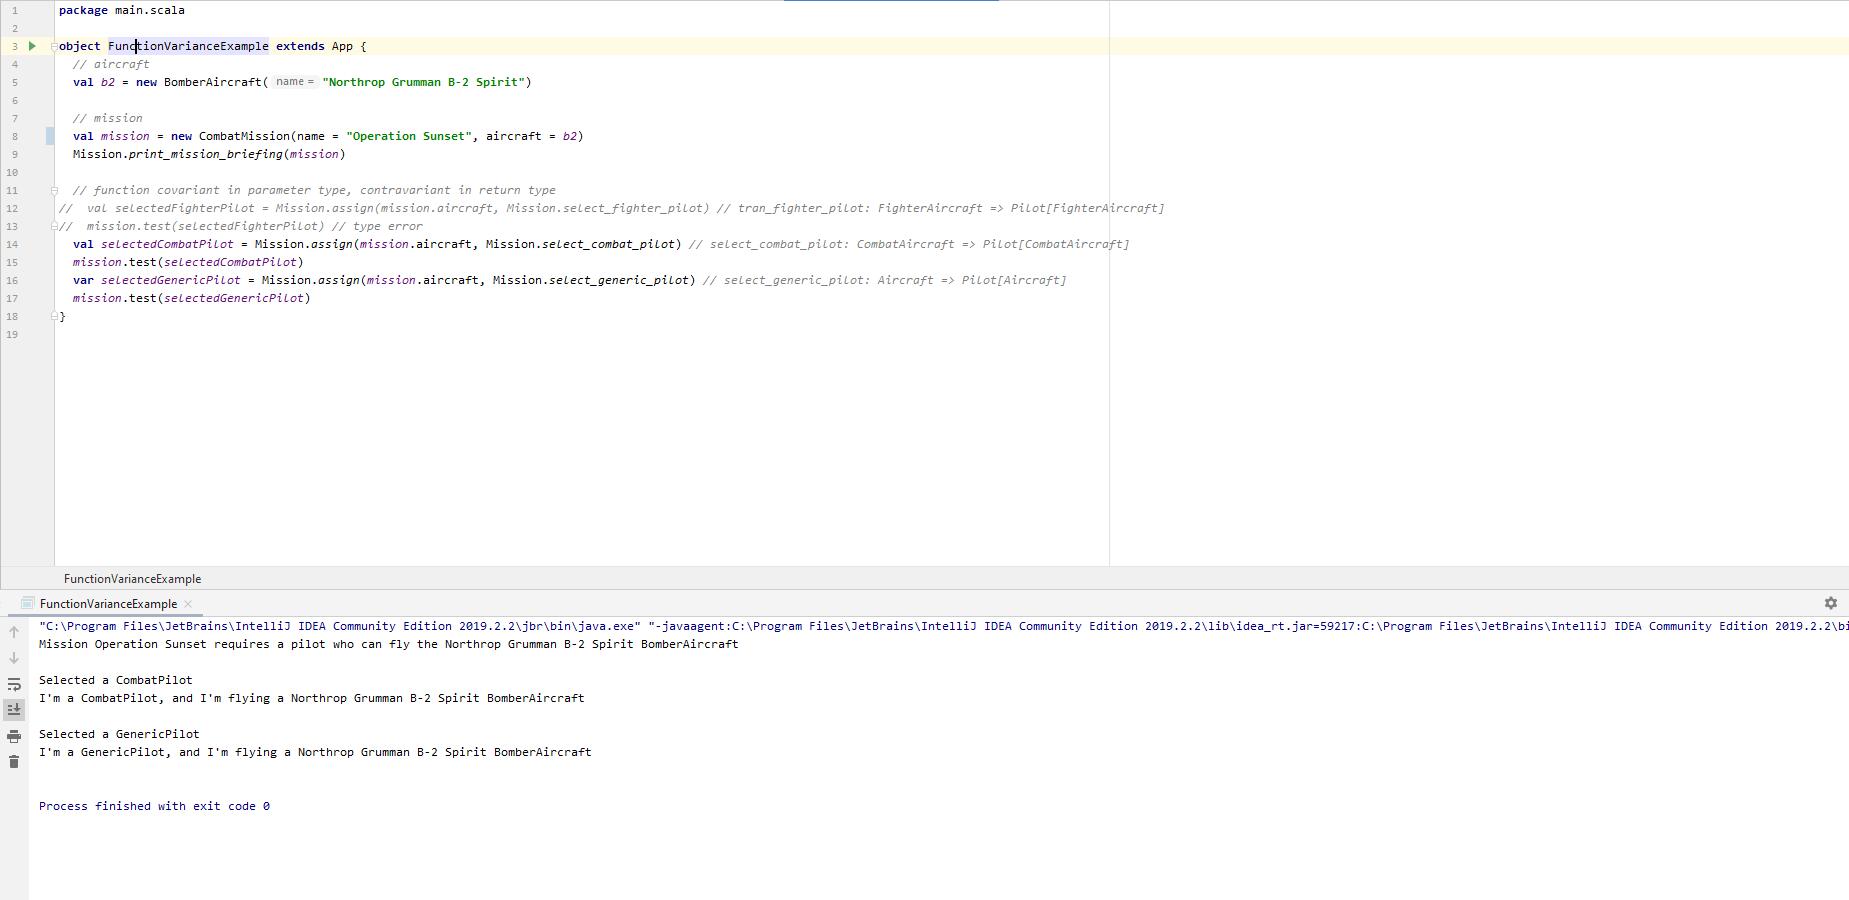 1 package main.scala
2
3 object FunctionVarianceExample extends App {
4 // aircraft
5 val b2 = new BomberAircraft( name = "Northrop Grumman B-2 Spirit")
6
7 // mission
8 val mission = new CombatMission(name = "Operation Sunset", aircraft = b2)
9 Mission.print_mission_briefing(mission)
10
11 // function covariant in parameter type, contravariant in return type
12 // val selectedFighterPilot = Mission.assign(mission.aircraft, Mission.select_fighter_pilot) // tran_fighter_pilot: FighterAircraft => Pilot[FighterAircraft]
13 // mission.test(selectedFighterPilot) // type error
14 val selectedCombatPilot = Mission.assign(mission.aircraft, Mission.select_combat_pilot) // select_combat_pilot: CombatAircraft => Pilot[CombatAircraft]
15 mission.test(selectedCombatPilot)
16 var selectedGenericPilot = Mission.assign(mission.aircraft, Mission.select_generic_pilot) // select_generic_pilot: Aircraft => Pilot[Aircraft]
17 mission.test(selectedGenericPilot)
18 }
19
FunctionVarianceExample
FunctionVarianceExample
"C:\Program Files\JetBrains\IntelliJ IDEA Community Edition 2019.2.2\jbr\bin\java.exe" "-javaagent:C:\Program Files\JetBrains\IntelliJ IDEA Community Edition 2019.2.2\lib\idea_rt.jar=59217:C:\Program Files\JetBrains\IntelliJ IDEA Community Edition 2019.2.2\bi
Mission Operation Sunset requires a pilot who can fly the Northrop Grumman B-2 Spirit BomberAircraft
Selected a CombatPilot
I'm a CombatPilot, and I'm flying a Northrop Grumman B-2 Spirit BomberAircraft
Selected a GenericPilot
I'm a GenericPilot, and I'm flying a Northrop Grumman B-2 Spirit BomberAircraft
Process finished with exit code 0